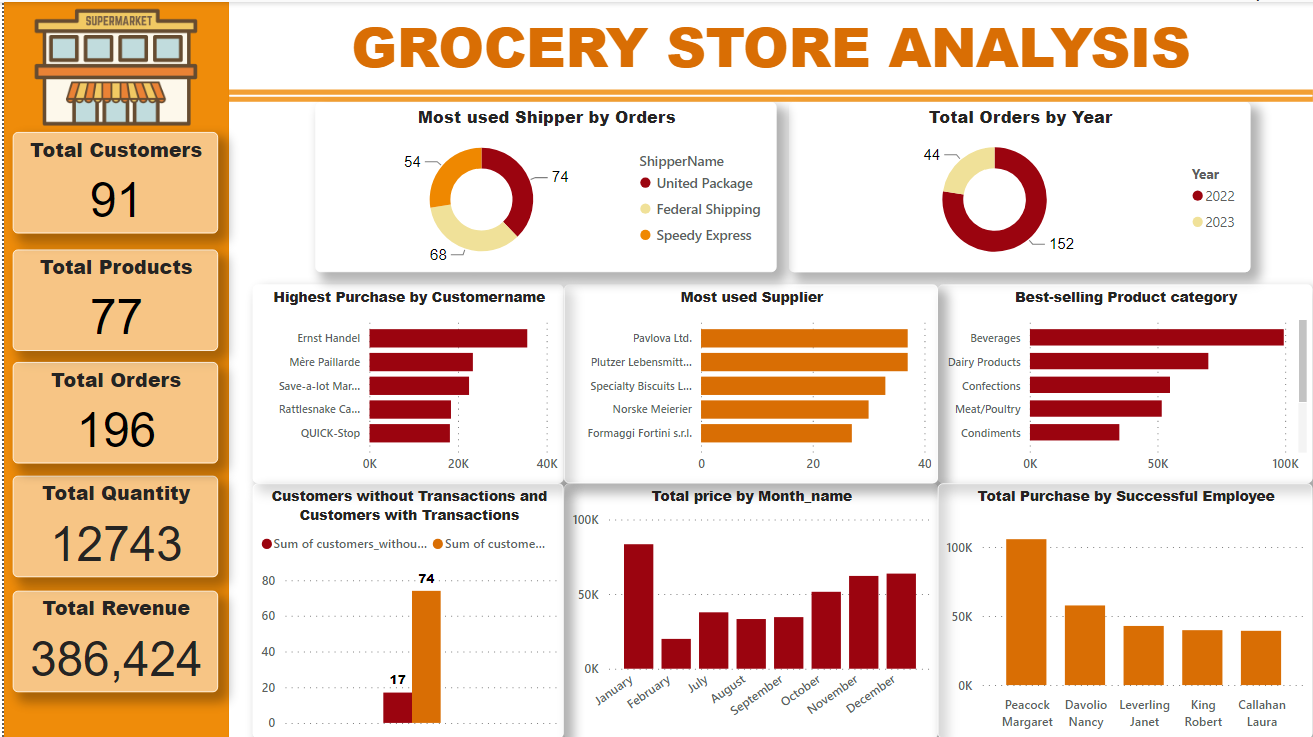 SUPERMARKET
GROCERY STORE ANALYSIS
Total Customers
91
Total Products
77
Total Orders
196
Total Quantity
12743
Total Revenue
386,424
Most used Shipper by Orders
54
74
68
ShipperName
United Package
Federal Shipping
Speedy Express
Total Orders by Year
44
152
Year
2022
2023
Highest Purchase by Customername
Ernst Handel
Mère Paillarde
Save-a-lot Mar...
Rattlesnake Ca...
QUICK-Stop
0K 20K 40K
Most used Supplier
Pavlova Ltd.
Plutzer Lebensmitt...
Specialty Biscuits L...
Norske Meierier
Formaggi Fortini s.r.l.
0 20 40
Best-selling Product category
Beverages
Dairy Products
Confections
Meat/Poultry
Condiments
0K 50K 100K
Customers without Transactions and
Customers with Transactions
Sum of customers_withou... Sum of custome...
80
60
40
20
0
74
17
Total price by Month_name
100K
50K
0K
January February July August September October November December
Total Purchase by Successful Employee
100K
50K
0K
Peacock Davolio Leverling King Callahan
Margaret Nancy Janet Robert Laura